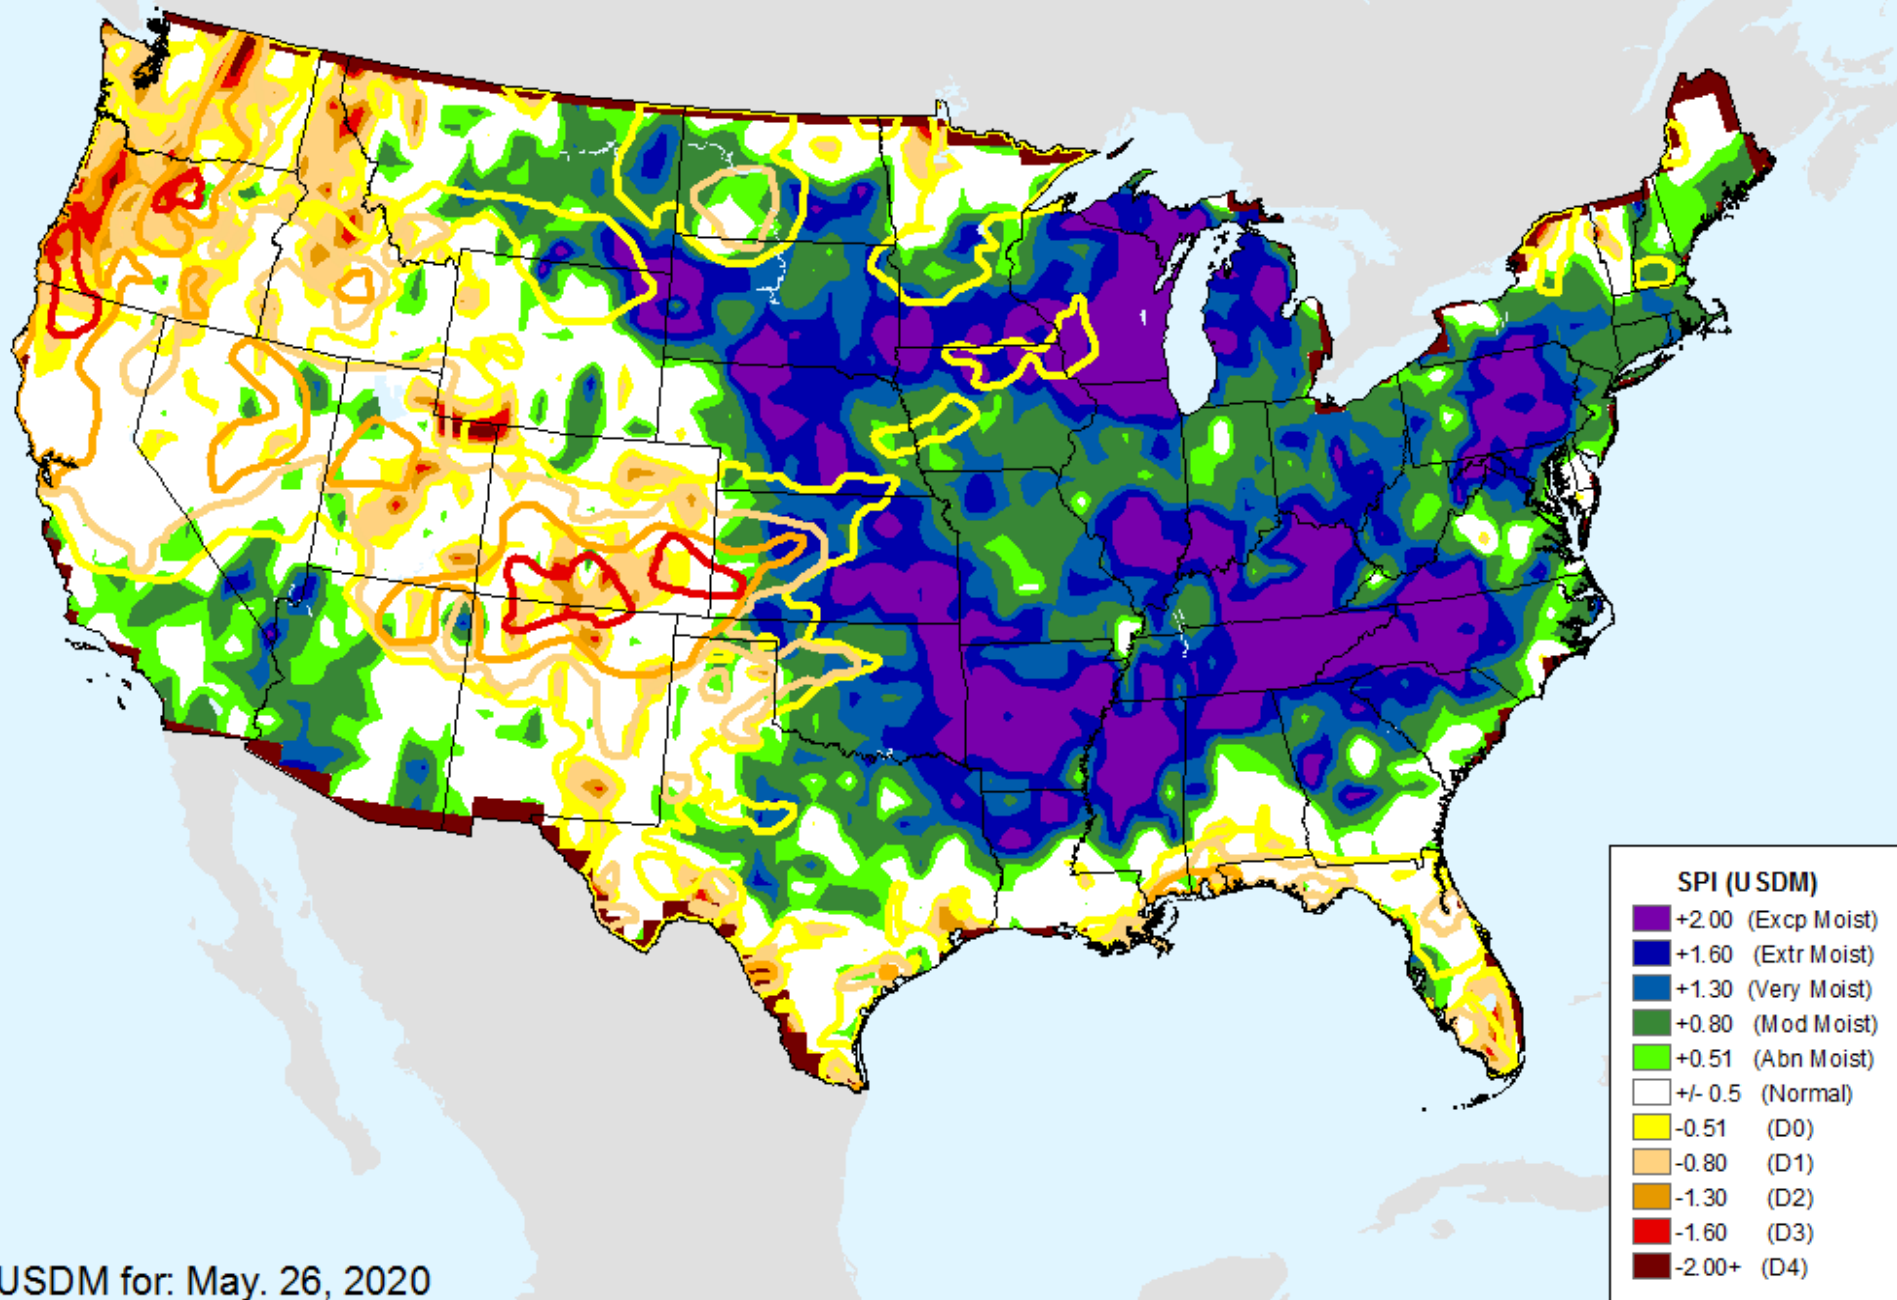 SPI (USDM)
+2.00 (Excp Moist)
+1.60 (Extr Moist)
+1.30 (Very Moist)
+0.80 (Mod Moist)
+0.51 (Abn Moist)
+/- 0.5 (Normal)
-0.51 (D0)
-0.80 (D1)
-1.30 (D2)
-1.60 (D3)
-2.00+ (D4)
USDM for: May. 26, 2020